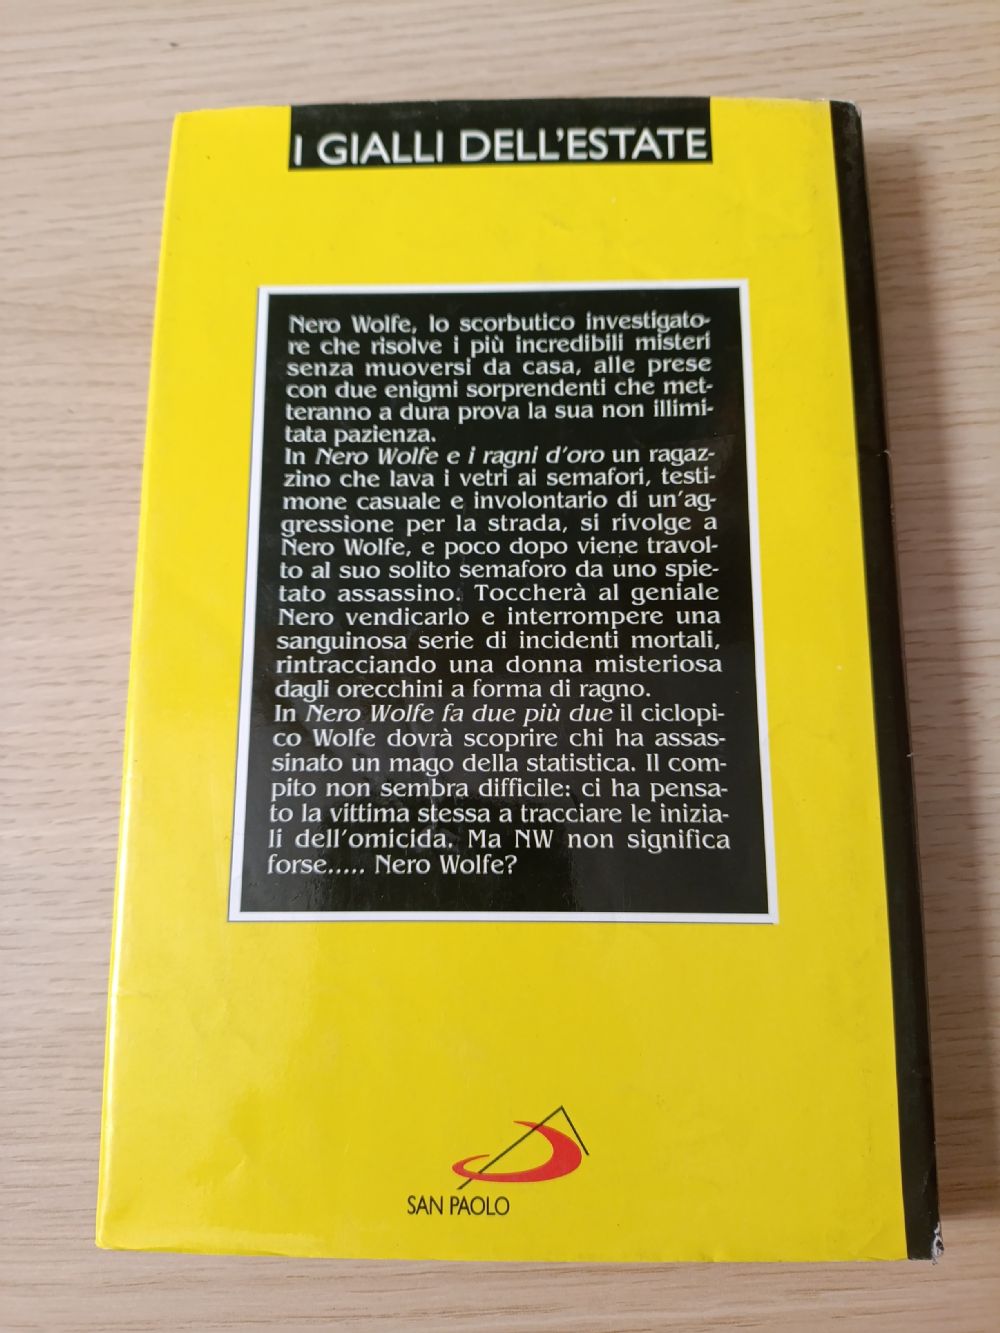 I GIALLI DELL'ESTATE
Nero Wolfe, lo scorbutico investigato-
re che risolve i più incredibili misteri
senza muoversi da casa, alle prese
con due enigmi sorprendenti che met-
teranno a dura prova la sua non illimi-
tata pazienza.
In Nero Wolfe e i ragni d'oro un ragaz-
zino che lava i vetri ai semafori, testi-
mone casuale e involontario di un'ag-
gressione per la strada, si rivolge a
Nero Wolfe, e poco dopo viene travol-
to al suo solito semaforo da uno spie-
tato assassino. Toccherà al geniale
Nero vendicarlo e interrompere una
sanguinosa serie di incidenti mortali,
rintracciando una donna misteriosa
dagli orecchini a forma di ragno.
In Nero Wolfe fa due più due il ciclopi-
co Wolfe dovrà scoprire chi ha assas-
sinato un mago della statistica. Il com-
pito non sembra difficile: ci ha pensa-
to la vittima stessa a tracciare le inizia-
li dell'omicida. Ma NW non significa
forse..... Nero Wolfe?
SAN PAOLO